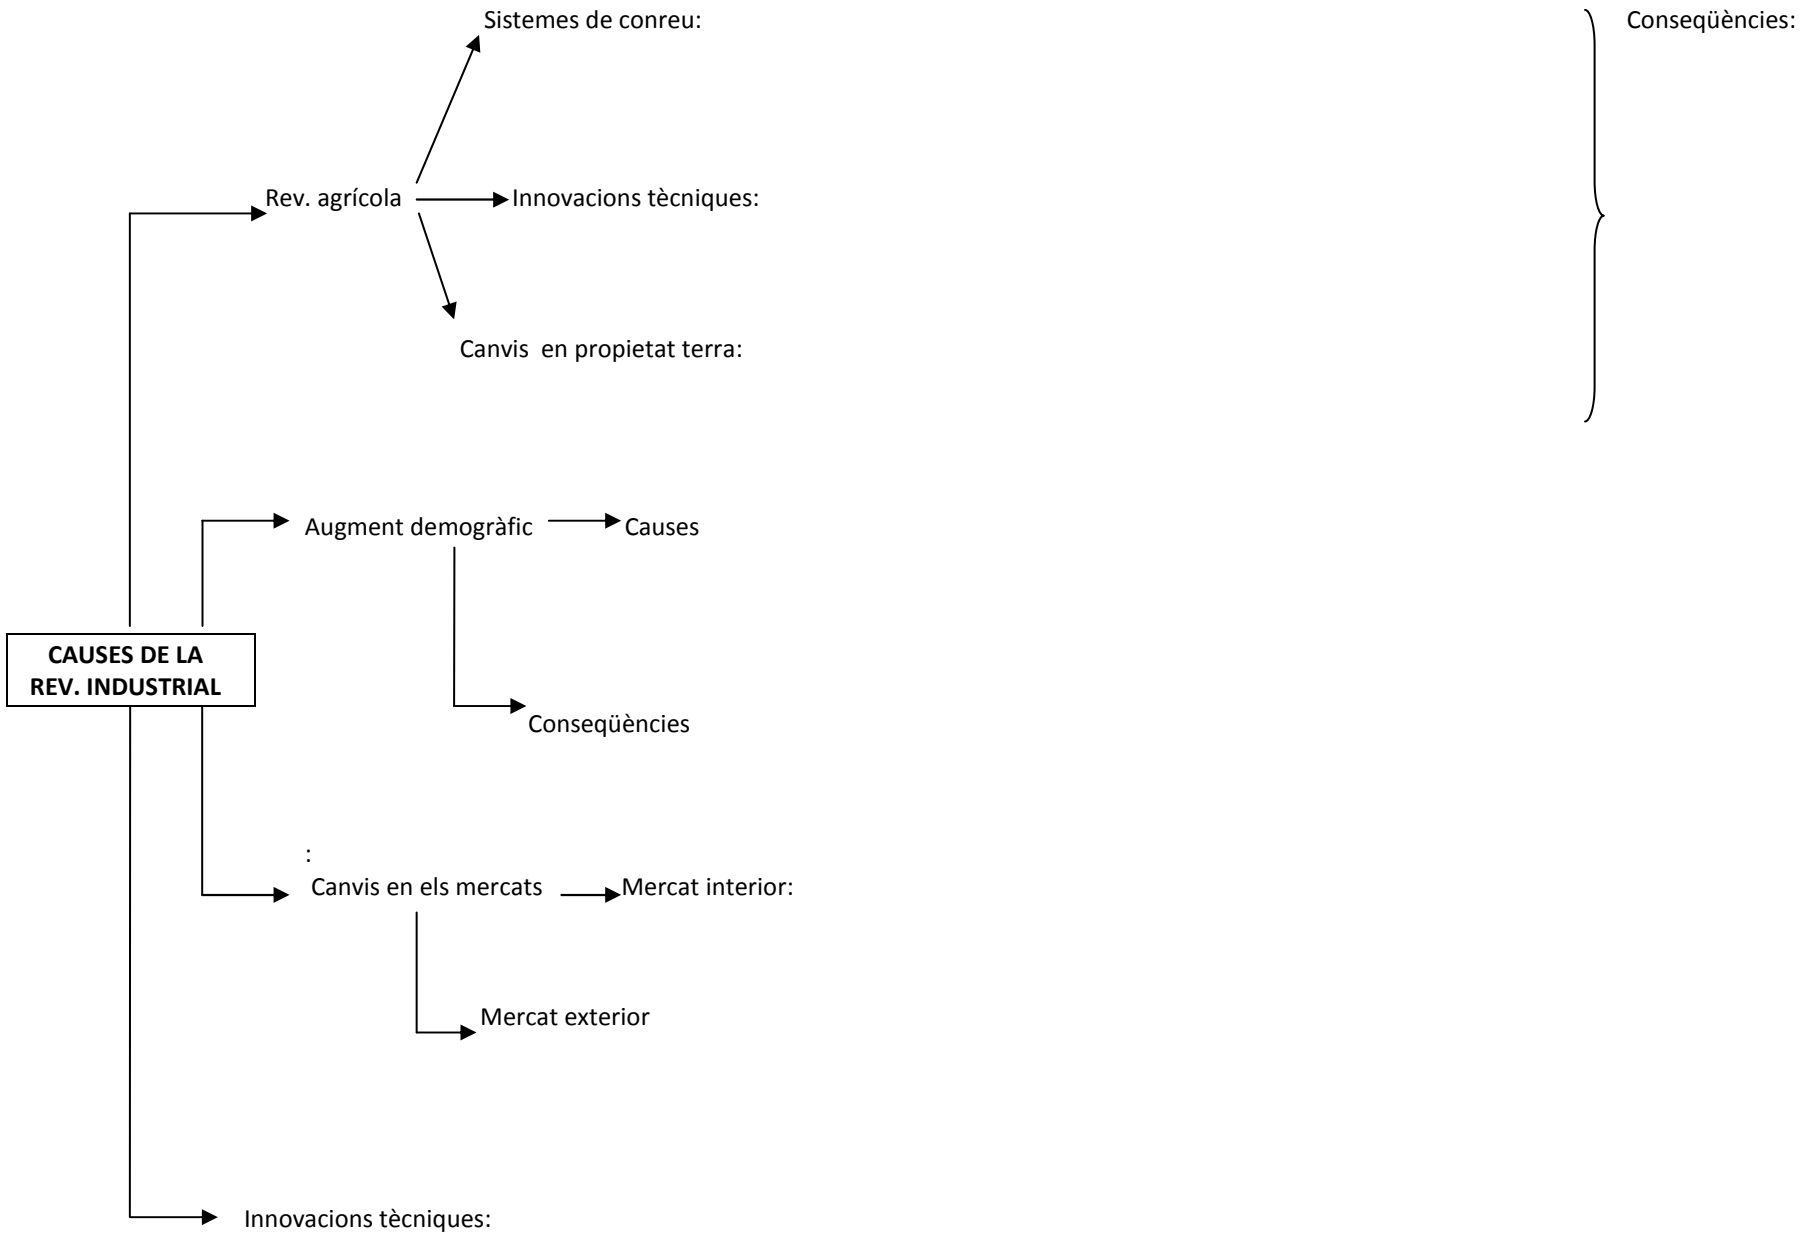 Sistemes de conreu:
Conseqüències:
Rev. agrícola
Innovacions tècniques:
Canvis  en propietat terra:
Augment demogràfic
Causes
CAUSES DE LA
REV. INDUSTRIAL
Conseqüències
:
Canvis en els mercats
Mercat interior:
Mercat exterior
Innovacions tècniques: